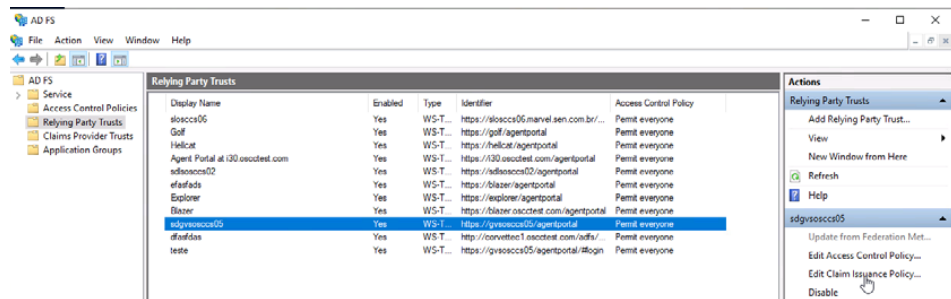 AD FS
File Action View Window Help
AD FS
Service
Access Control Policies
Relying Party Trusts
Claims Provider Trusts
Application Groups
Relying Party Trusts
Display Name Enabled Type Identifier Access Control Policy
slosccs06 Yes WS-T... https://slosccs06.marvel.sen.com.br/... Permit everyone
Golf Yes WS-T... https://golf/agentportal Permit everyone
Hellcat Yes WS-T... https://hellcat/agentportal Permit everyone
Agent Portal at i30.oscctest.com Yes WS-T... https://i30.oscctest.com/agentportal Permit everyone
sdlsosccs02 Yes WS-T... https://sdlsosccs02/agentportal Permit everyone
efasfads Yes WS-T... https://blazer/agentportal Permit everyone
Explorer Yes WS-T... https://explorer/agentportal Permit everyone
Blazer Yes WS-T... https://blazer.oscctest.com/agentportal Permit everyone
sdgvsosccs05 Yes WS-T... https://gvsosccs05/agentportal Permit everyone
dfasfdas Yes WS-T... http://corvettec1.oscctest.com/adfs/... Permit everyone
teste Yes WS-T... https://gvsosccs05/agentportal/#login Permit everyone
Actions
Relying Party Trusts
Add Relying Party Trust...
View
New Window from Here
Refresh
Help
sdgvsosccs05
Update from Federation Met...
Edit Access Control Policy...
Edit Claim Issuance Policy...
Disable